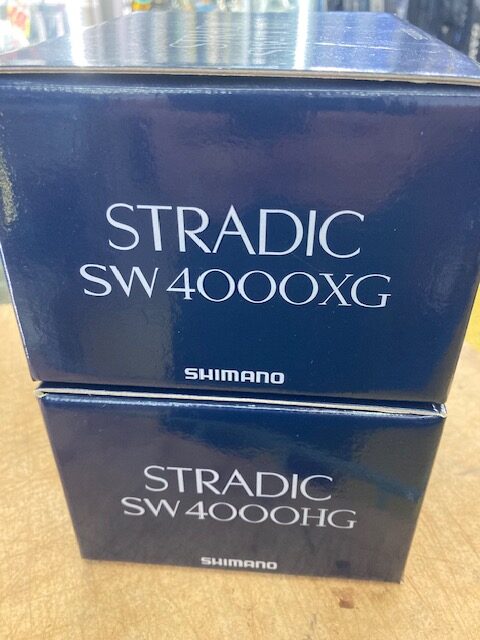 STRADIC
SW 4000XG
SHIMANO
STRADIC
SW 4000HG
SHIMANO